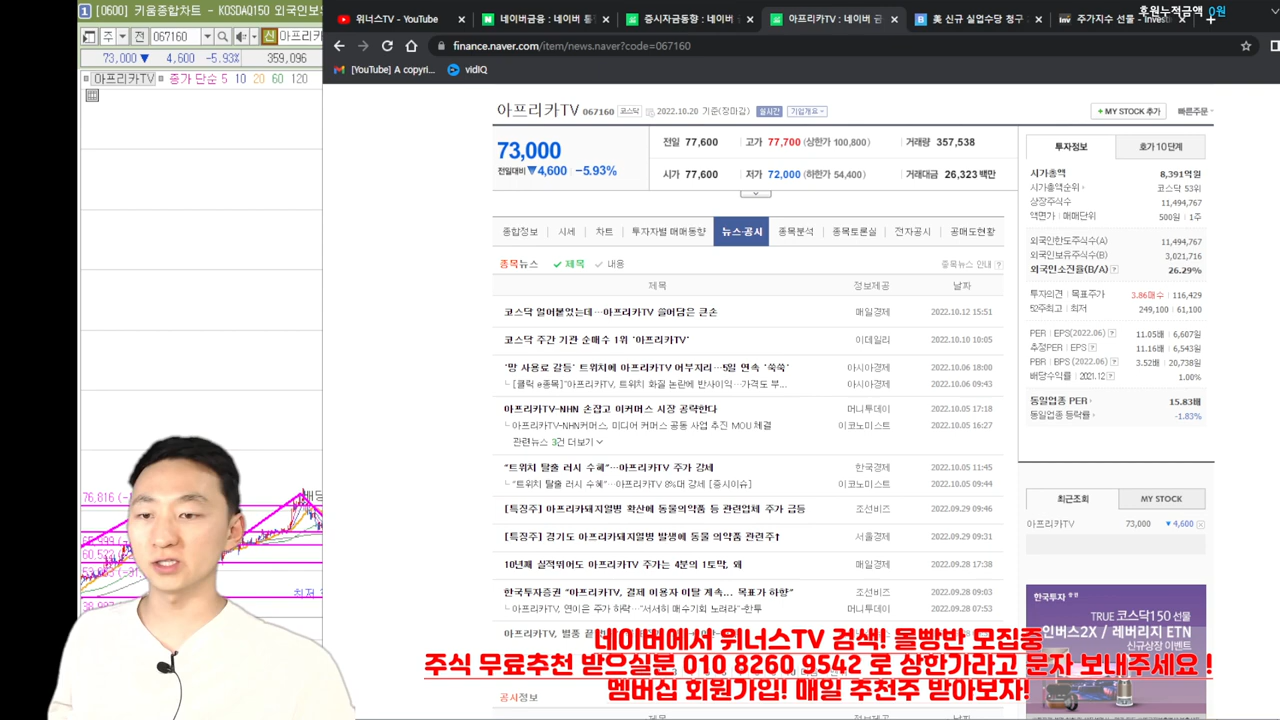 [0600] 키움종합차트 - KOSDAQ150 외국인보
주 전 067160 신 아프리카
73,000 ▼ 4,600 -5.93% 359,096
아프리카TV 종가 단순 5 10 20 60 120
위너스TV - YouTube
네이버금융 : 네이버 통
증시자금동향 : 네이버
아프리카TV : 네이버 금
美 신규 실업수당 청구
주가지수 선물 - Investi
후원누적금액 0원
finance.naver.com/item/news.naver?code=067160
[YouTube] A copyri...
vidIQ
아프리카TV 067160 코스닥 2022.10.20 기준(장마감) 실시간 기업개요
+ MY STOCK 추가 빠른주문
73,000
전일대비 ▼4,600 -5.93%
전일 77,600 고가 77,700 (상한가 100,800) 거래량 357,538
시가 77,600 저가 72,000 (하한가 54,400) 거래대금 26,323 백만
종합정보 시세 차트 투자자별 매매동향 뉴스·공시 종목분석 종목토론실 전자공시 공매도현황
종목뉴스 제목 내용 종목뉴스 안내 ?
제목 정보제공 날짜
코스닥 얼어붙었는데…아프리카TV 쓸어담은 큰손 매일경제 2022.10.12 15:51
코스닥 주간 기관 순매수 1위 '아프리카TV' 이데일리 2022.10.10 10:05
'망 사용료 갈등' 트위치에 아프리카TV 어부지리…5일 연속 '쑥쑥' 아시아경제 2022.10.06 18:00
[클릭 e종목]"아프리카TV, 트위치 화질 논란에 반사이익…가격도 부... 아시아경제 2022.10.06 09:43
아프리카TV-NHN 손잡고 이커머스 시장 공략한다 머니투데이 2022.10.05 17:18
아프리카TV-NHN커머스, 미디어 커머스 공동 사업 추진 MOU 체결 이코노미스트 2022.10.05 16:27
관련뉴스 3건 더보기
"트위치 탈출 러시 수혜"…아프리카TV 주가 강세 한국경제 2022.10.05 11:45
"트위치 탈출 러시 수혜"…아프리카TV 8%대 강세 [증시이슈] 이코노미스트 2022.10.05 09:44
[특징주] 아프리카돼지열병 확산에 동물의약품 등 관련업체 주가 급등 조선비즈 2022.09.29 09:46
[특징주] 경기도 아프리카돼지열병 발생에 동물 의약품 관련주↑ 서울경제 2022.09.29 09:31
10년째 실적뛰어도 아프리카TV 주가는 4분의 1토막, 왜 매일경제 2022.09.28 17:38
한국투자증권 "아프리카TV, 결제 이용자 이탈 계속... 목표가 하향" 조선비즈 2022.09.28 09:03
아프리카TV, 연이은 주가 하락…"서서히 매수기회 노려라"-한투 머니투데이 2022.09.28 07:53
아프리카TV, 별풍
공시정보
제목 정보제공 날짜
투자정보 호가 10단계
시가총액 8,391억원
시가총액순위 코스닥 53위
상장주식수 11,494,767
액면가 매매단위 500원 1주
외국인한도주식수(A) 11,494,767
외국인보유주식수(B) 3,021,716
외국인소진율(B/A) ? 26.29%
투자의견 목표주가 3.86매수 116,429
52주최고 최저 249,100 61,100
PER EPS(2022.06) ? 11.05배 6,607원
추정PER EPS ? 11.16배 6,543원
PBR BPS (2022.06) ? 3.52배 20,738원
배당수익률 2021.12 ? 1.00%
동일업종 PER 15.83배
동일업종 등락률 -1.83%
최근조회 MY STOCK
아프리카TV 73,000 ▼ 4,600
한국투자증권
TRUE 코스닥150 선물
인버스2X / 레버리지 ETN
신규상장 이벤트
76,816
60,523
네이버에서 위너스TV 검색! 몰빵반 모집중
주식 무료추천 받으실분 010 8260 9542 로 상한가라고 문자 보내주세요 !
멤버십 회원가입! 매일 추천주 받아보자!